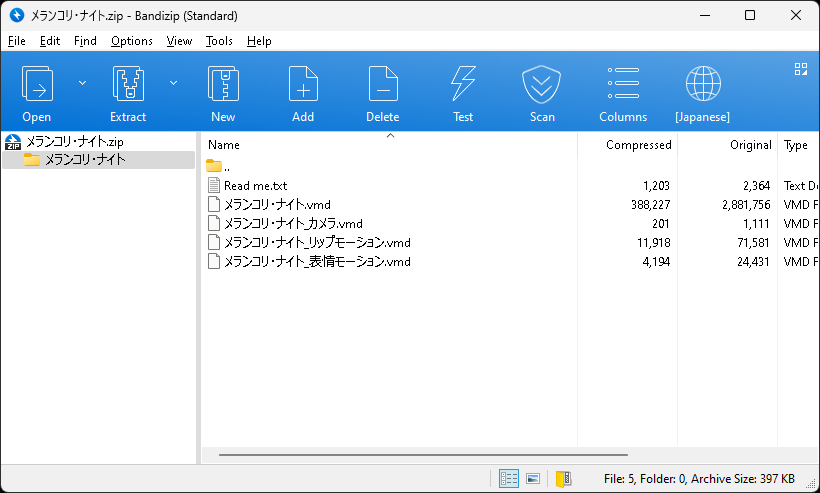 メランコリ・ナイト.zip - Bandizip (Standard)
File Edit Find Options View Tools Help
Open Extract New Add Delete Test Scan Columns [Japanese]
メランコリ・ナイト.zip
メランコリ・ナイト
Name Compressed Original Type
..
Read me.txt 1,203 2,364 Text De
メランコリ・ナイト.vmd 388,227 2,881,756 VMD F
メランコリ・ナイト_カメラ.vmd 201 1,111 VMD F
メランコリ・ナイト_リップモーション.vmd 11,918 71,581 VMD F
メランコリ・ナイト_表情モーション.vmd 4,194 24,431 VMD F
File: 5, Folder: 0, Archive Size: 397 KB